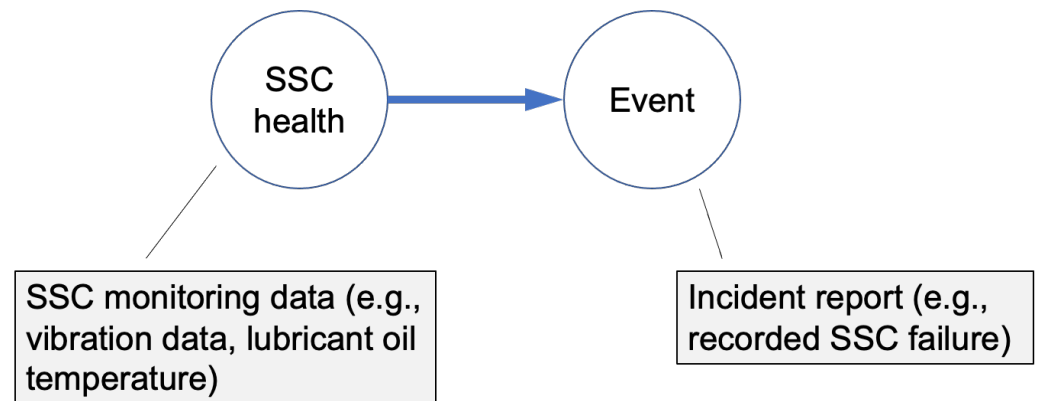 SSC
health
Event
SSC monitoring data (e.g.,
vibration data, lubricant oil
temperature)
Incident report (e.g.,
recorded SSC failure)